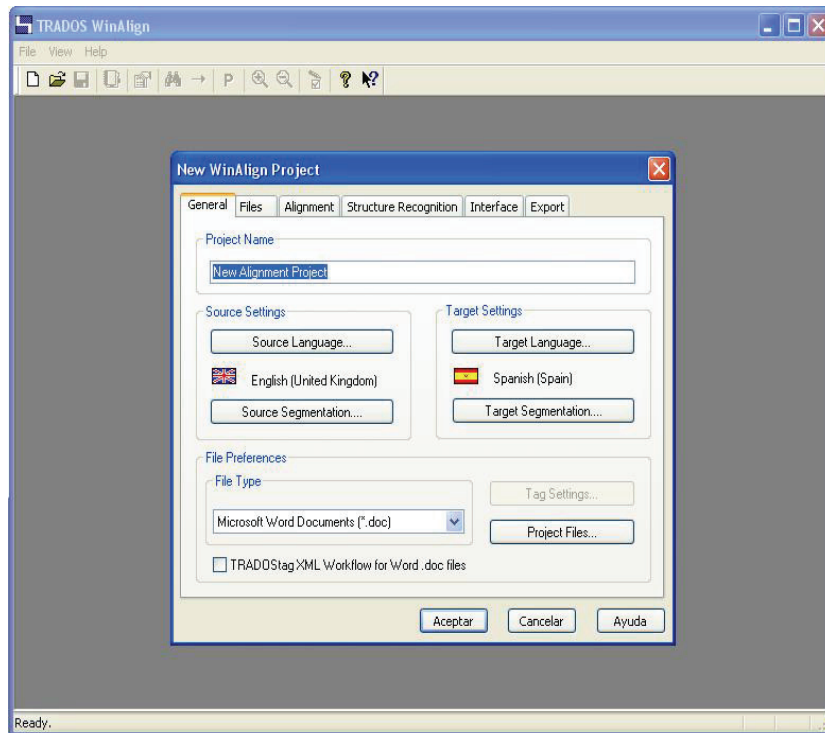 TRADOS WinAlign
File View Help
P
New WinAlign Project
General Files Alignment Structure Recognition Interface Export
Project Name
New Alignment Project
Source Settings
Target Settings
Source Language...
Target Language...
English (United Kingdom)
Spanish (Spain)
Source Segmentation....
Target Segmentation....
File Preferences
File Type
Tag Settings...
Microsoft Word Documents (*.doc)
Project Files...
TRADOStag XML Workflow for Word .doc files
Aceptar Cancelar Ayuda
Ready.